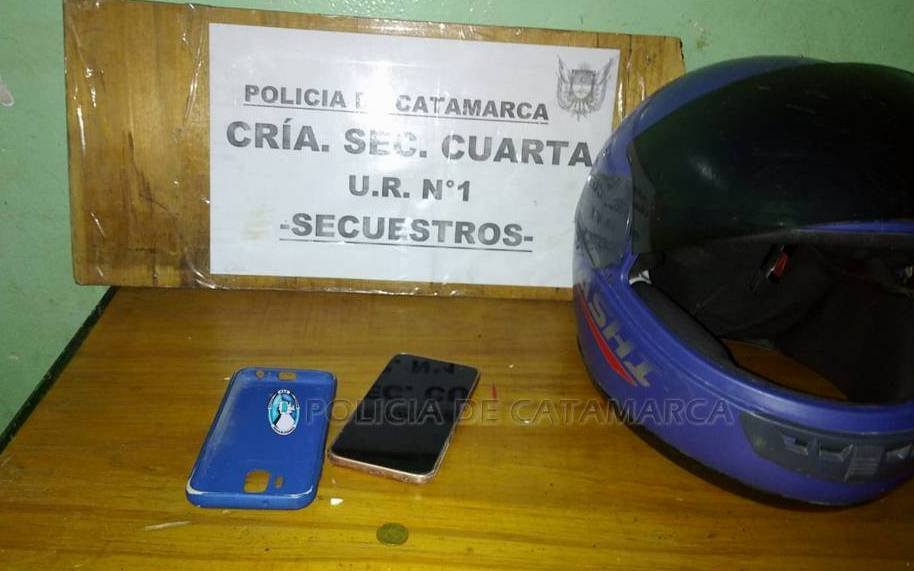 POLICIA DE CATAMARCA
CRÍA. SEC. CUARTA
U.R. N°1
-SECUESTROS-
POLICIA DE CATAMARCA